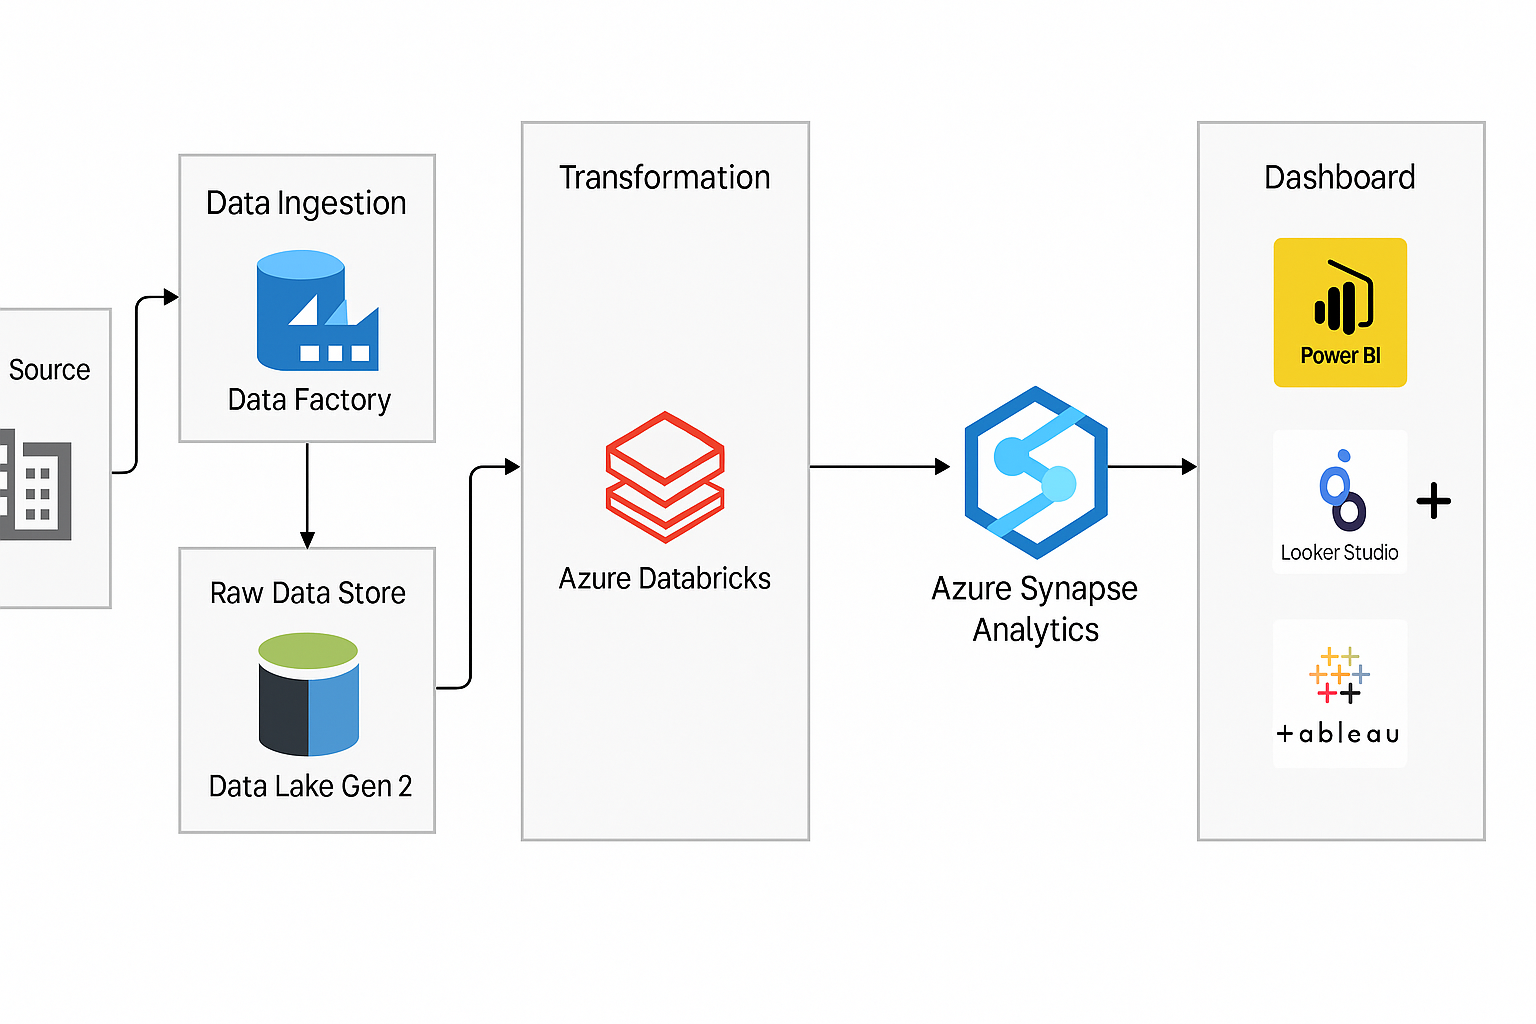 Source
Data Ingestion
Data Factory
Raw Data Store
Data Lake Gen 2
Transformation
Azure Databricks
Azure Synapse
Analytics
Dashboard
Power BI
Looker Studio
+
+ableau